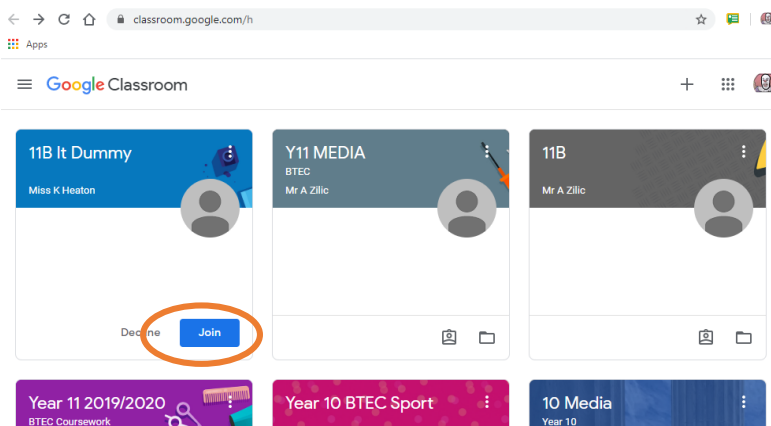 classroom.google.com/h
Apps
Google Classroom
11B It Dummy
Miss K Heaton
Decline
Join
Y11 MEDIA
BTEC
Mr A Zilic
11B
Mr A Zilic
Year 11 2019/2020
BTEC Coursework
Year 10 BTEC Sport
10 Media
Year 10